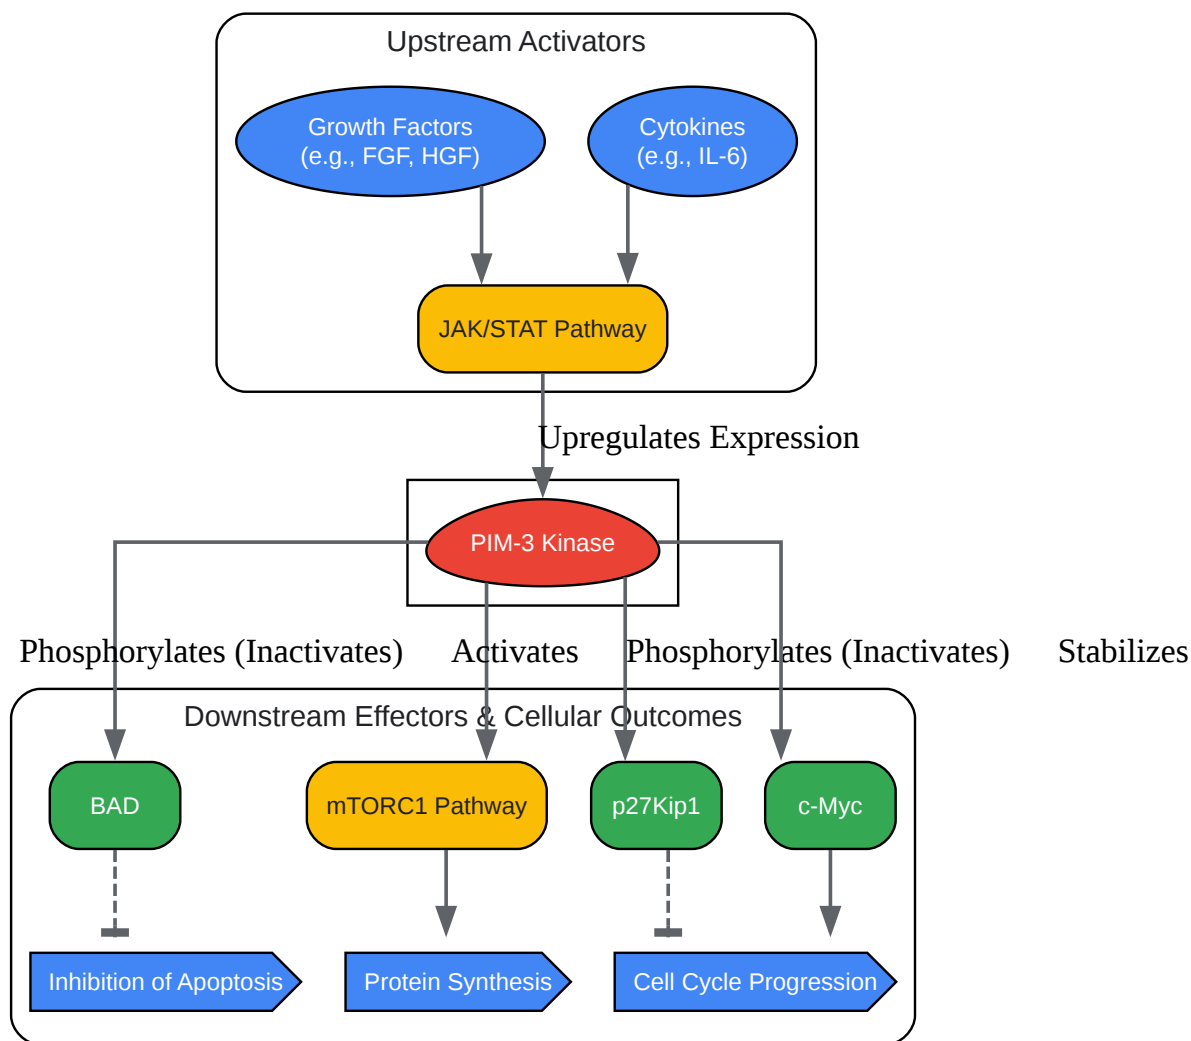 Upstream Activators
Growth Factors
(e.g., FGF, HGF)
Cytokines
(e.g., IL-6)
JAK/STAT Pathway
Upregulates Expression
PIM-3 Kinase
Phosphorylates (Inactivates)
Activates
Phosphorylates (Inactivates)
Stabilizes
Downstream Effectors & Cellular Outcomes
BAD
mTORC1 Pathway
p27Kip1
c-Myc
Inhibition of Apoptosis
Protein Synthesis
Cell Cycle Progression